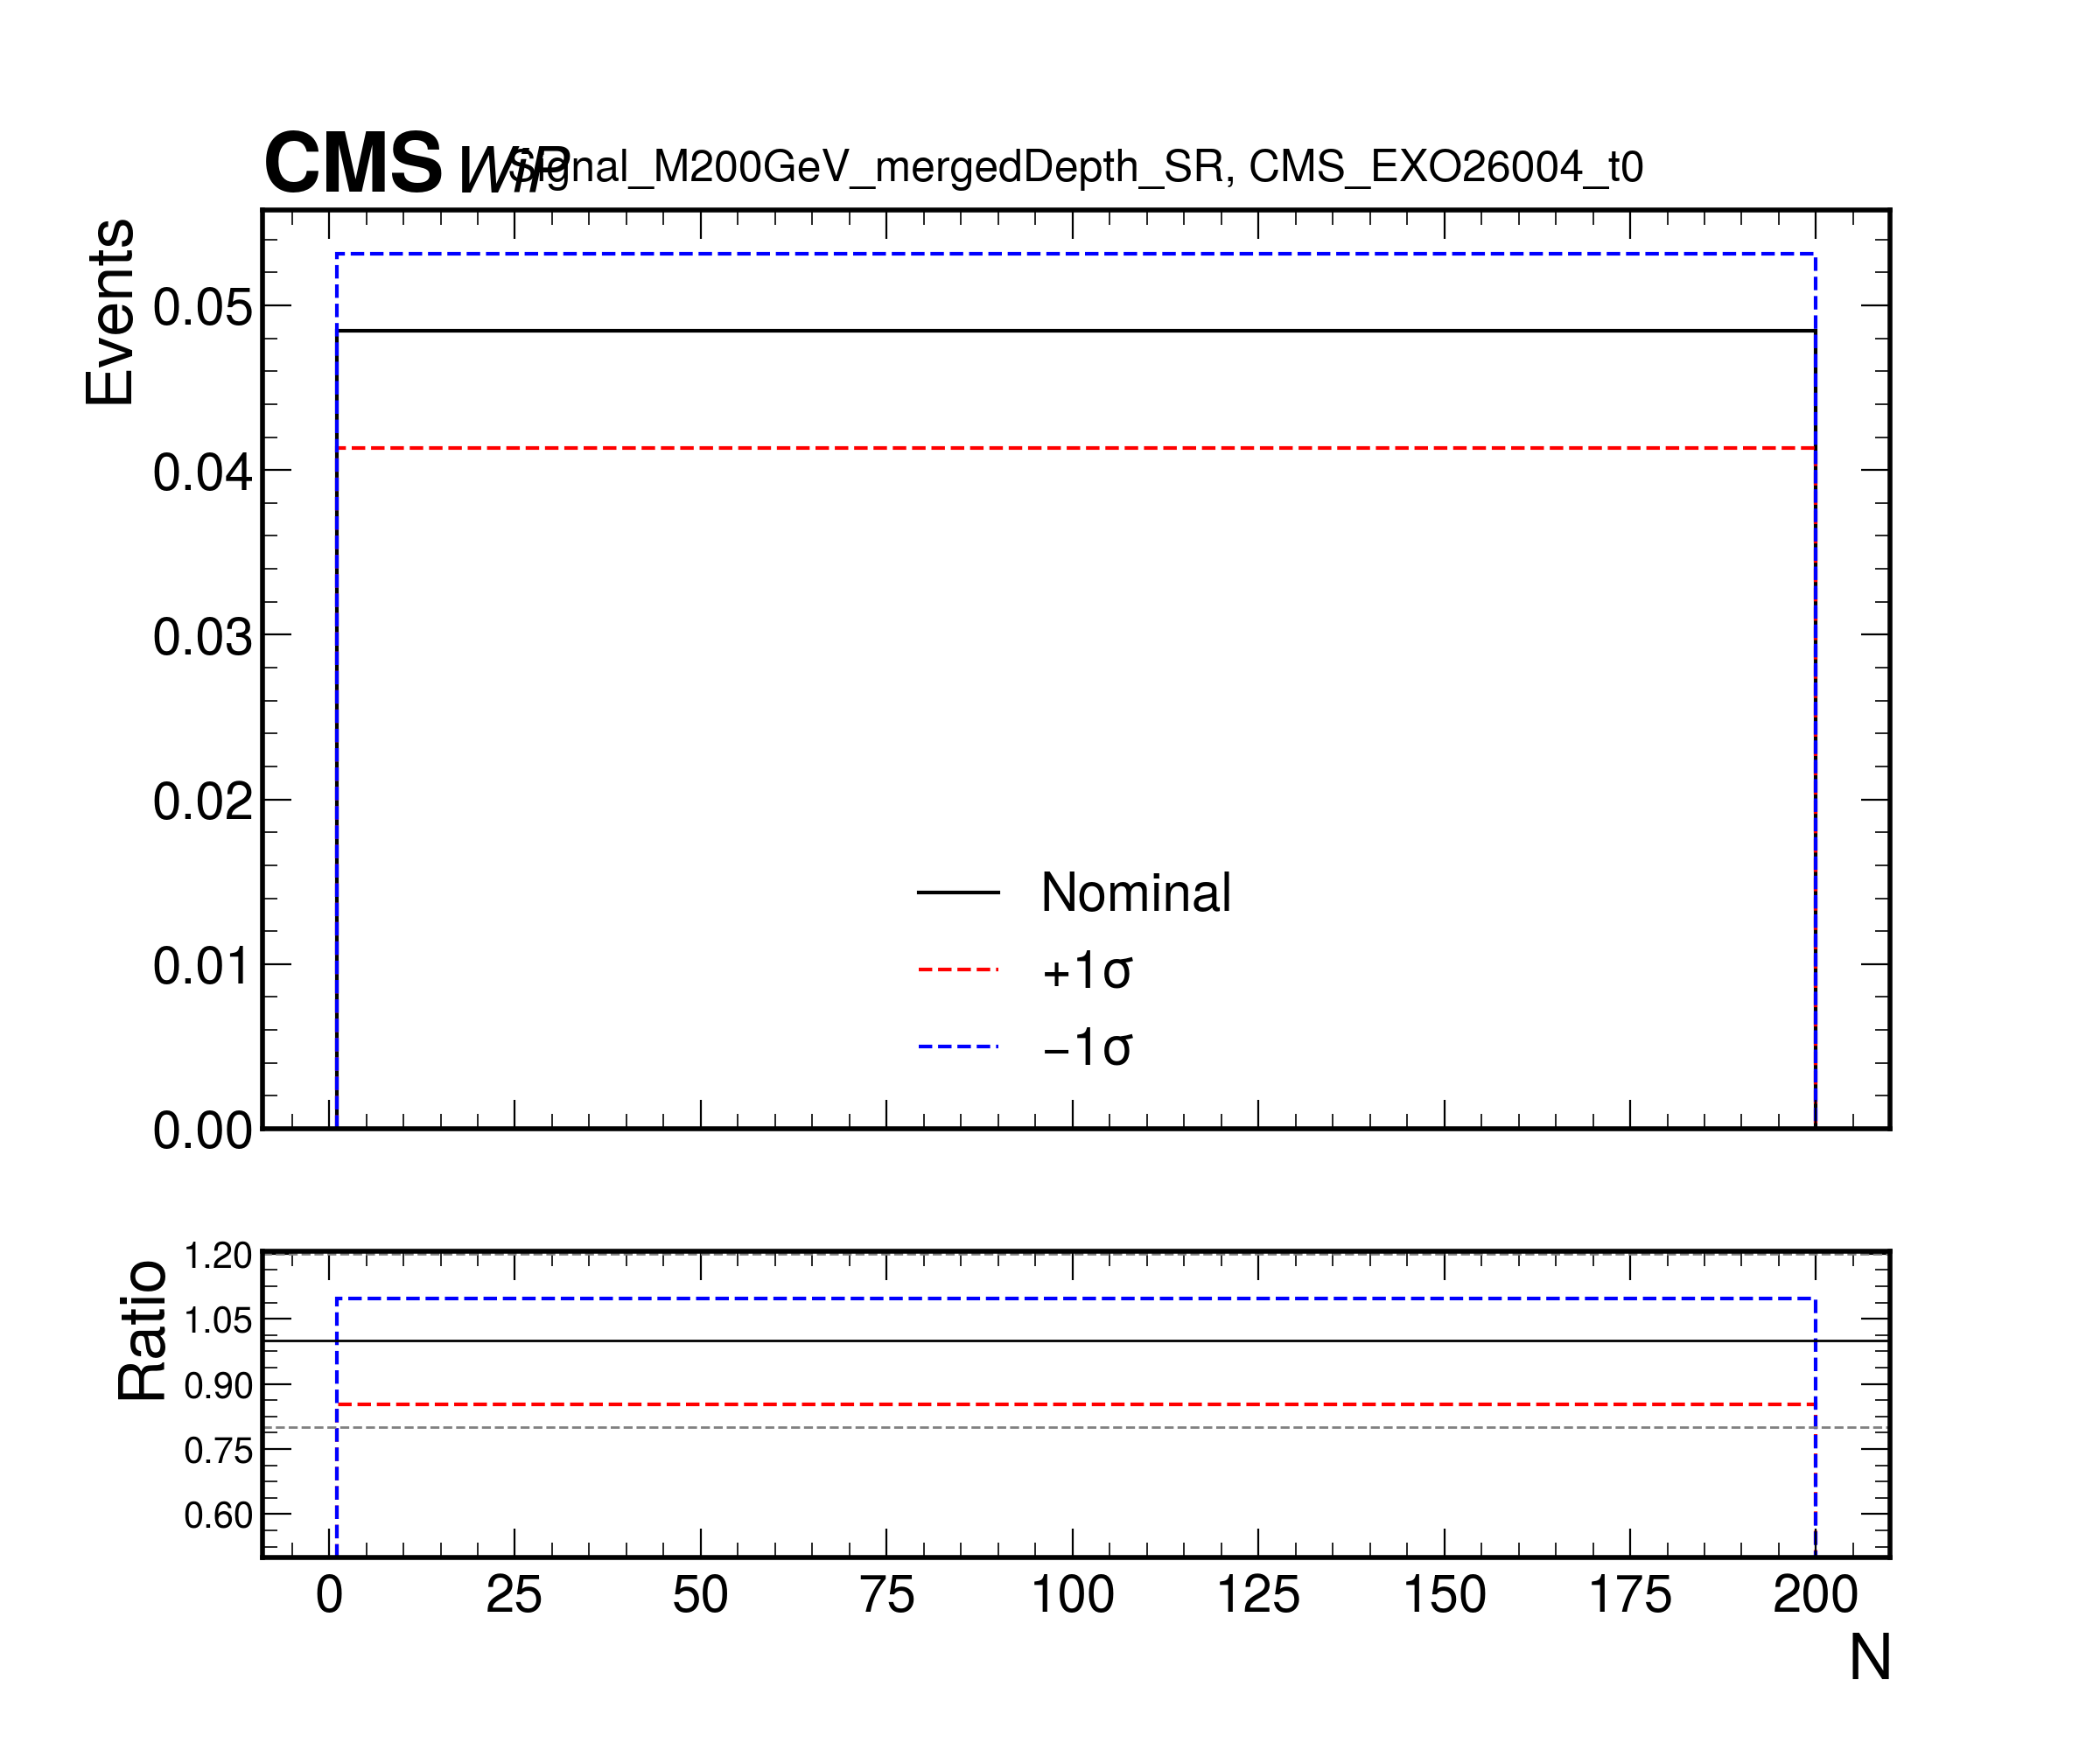 CMS WiP Signal_M200GeV_mergedDepth_SR, CMS_EXO26004_t0
Events
0.05
0.04
0.03
0.02
0.01
0.00
Nominal
+1σ
−1σ
Ratio
1.20
1.05
0.90
0.75
0.60
0 25 50 75 100 125 150 175 200
N